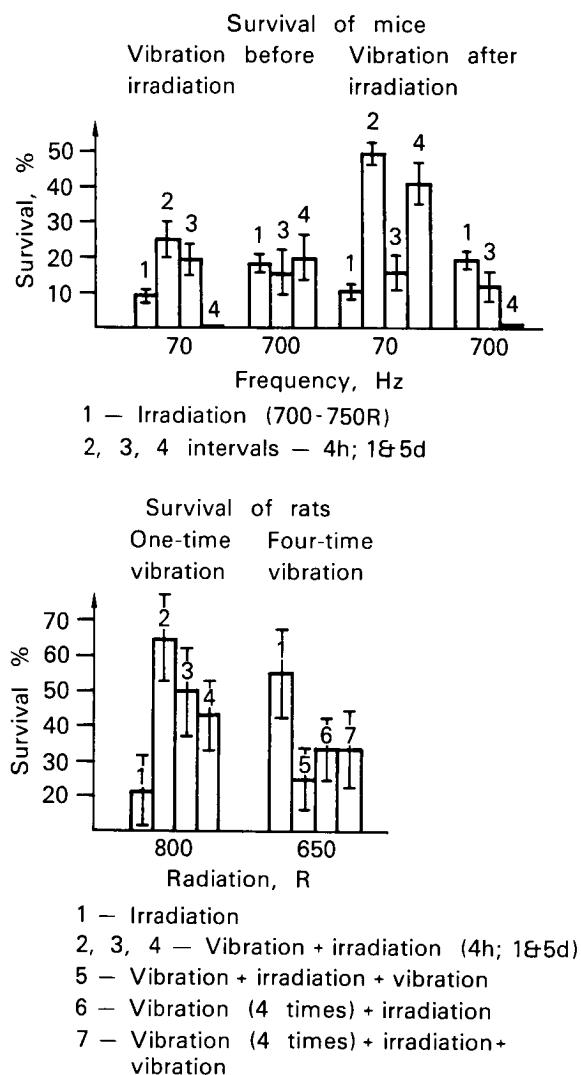 Survival of mice
Vibration before irradiation
Vibration after irradiation
Survival, %
50
40
30
20
10
1 2 3 4
1 3 4
1 2 3 4
1 3 4
70 700 70 700
Frequency, Hz
1 — Irradiation (700-750R)
2, 3, 4 intervals — 4h; 1&5d
Survival of rats
One-time vibration
Four-time vibration
Survival %
70
60
50
40
30
20
1 2 3 4
1 5 6 7
800 650
Radiation, R
1 — Irradiation
2, 3, 4 — Vibration + irradiation (4h; 1&5d)
5 — Vibration + irradiation + vibration
6 — Vibration (4 times) + irradiation
7 — Vibration (4 times) + irradiation +
vibration